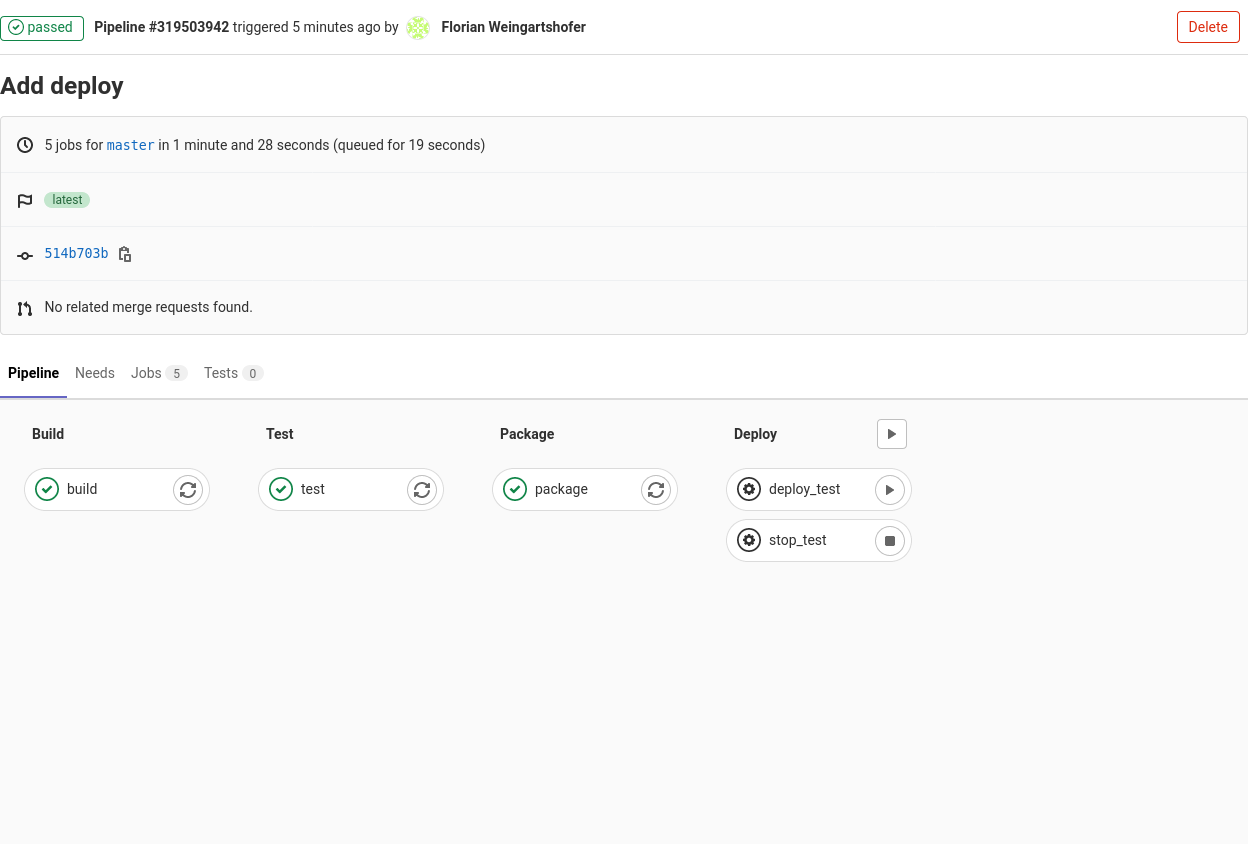 passed Pipeline #319503942 triggered 5 minutes ago by Florian Weingartshofer Delete
Add deploy
5 jobs for master in 1 minute and 28 seconds (queued for 19 seconds)
latest
514b703b
No related merge requests found.
Pipeline Needs Jobs 5 Tests 0
Build Test Package Deploy
build test package deploy_test
stop_test